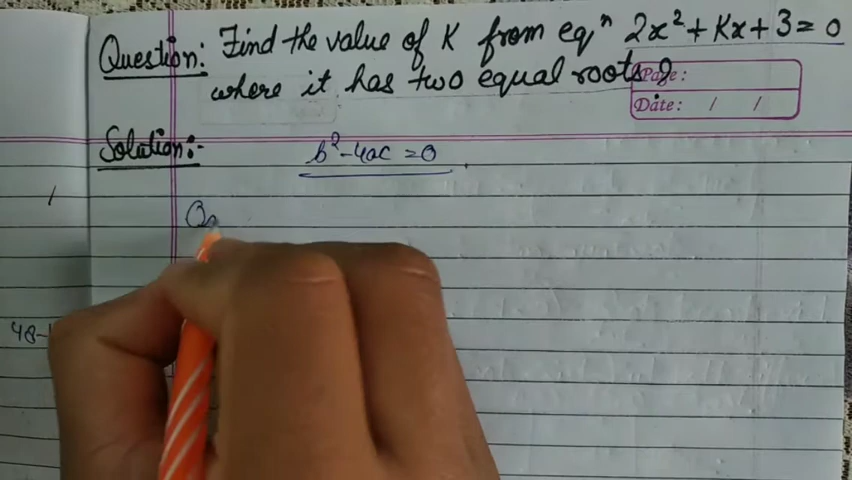 Question: Find the value of K from eqⁿ 2x² + Kx + 3 = 0
where it has two equal roots?
Page:
Date: / /
Solution:-
b² - 4ac = 0
48-